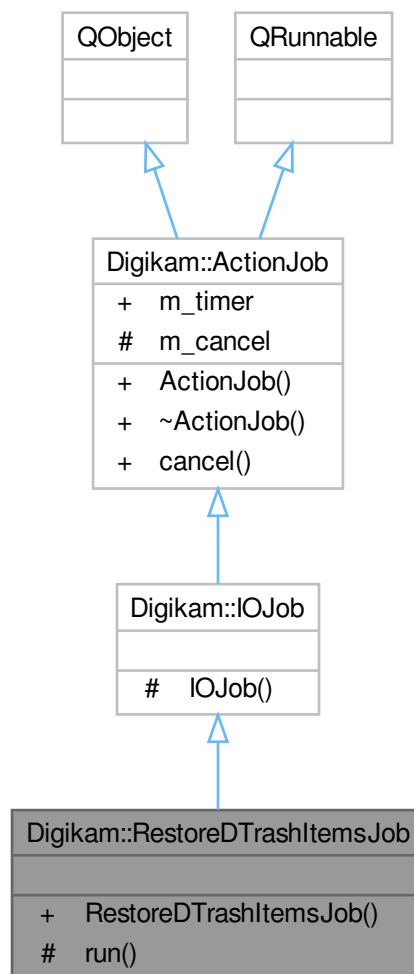 QObject
QRunnable
Digikam::ActionJob
+ m_timer
# m_cancel
+ ActionJob()
+ ~ActionJob()
+ cancel()
Digikam::IOJob
# IOJob()
Digikam::RestoreDTrashItemsJob
+ RestoreDTrashItemsJob()
# run()